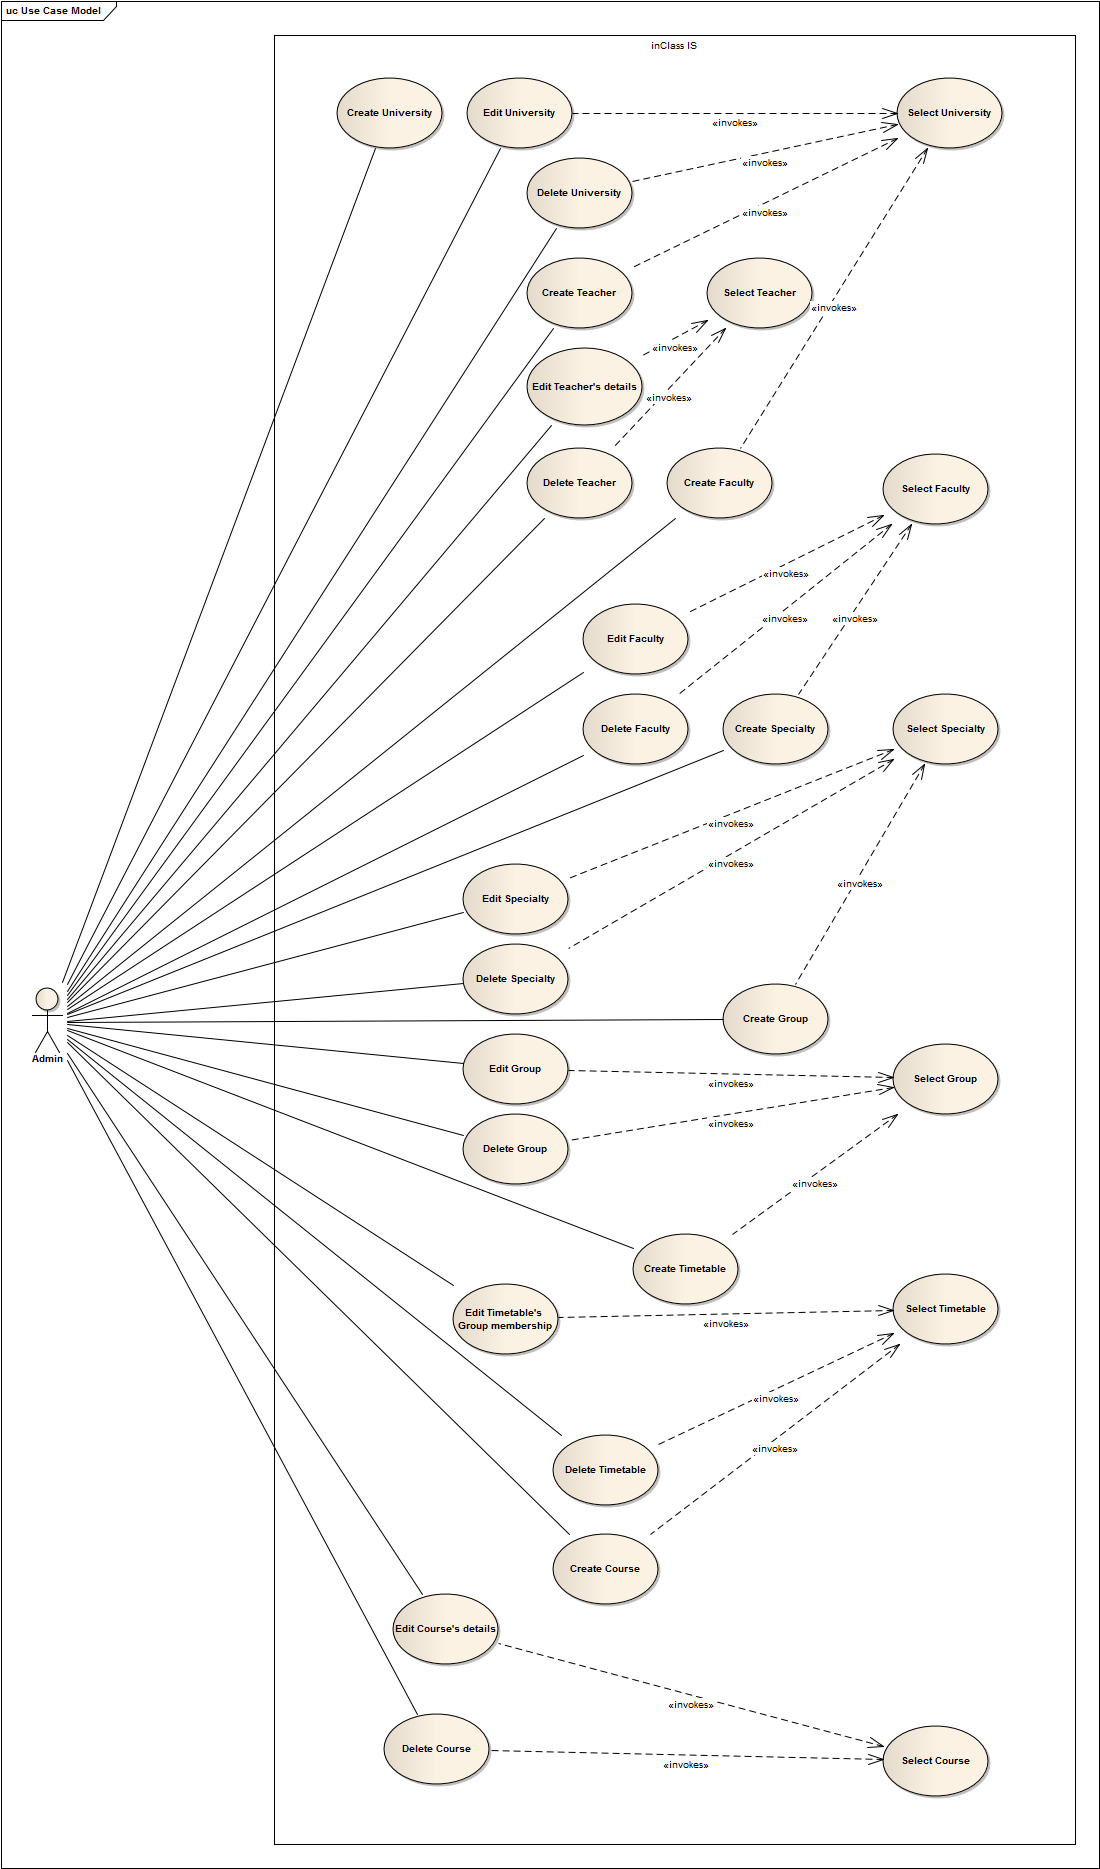 uc Use Case Model
inClass IS
Create University
Edit University
Select University
«invokes»
Delete University
«invokes»
«invokes»
Create Teacher
Select Teacher
«invokes»
«invokes»
Edit Teacher's details
«invokes»
Delete Teacher
Create Faculty
Select Faculty
«invokes»
«invokes»
«invokes»
Edit Faculty
Delete Faculty
Create Specialty
Select Specialty
«invokes»
«invokes»
«invokes»
Edit Specialty
Delete Specialty
Create Group
Admin
Edit Group
Select Group
«invokes»
«invokes»
Delete Group
«invokes»
Create Timetable
Edit Timetable's
Group membership
Select Timetable
«invokes»
«invokes»
«invokes»
Delete Timetable
Create Course
Edit Course's details
«invokes»
Delete Course
Select Course
«invokes»